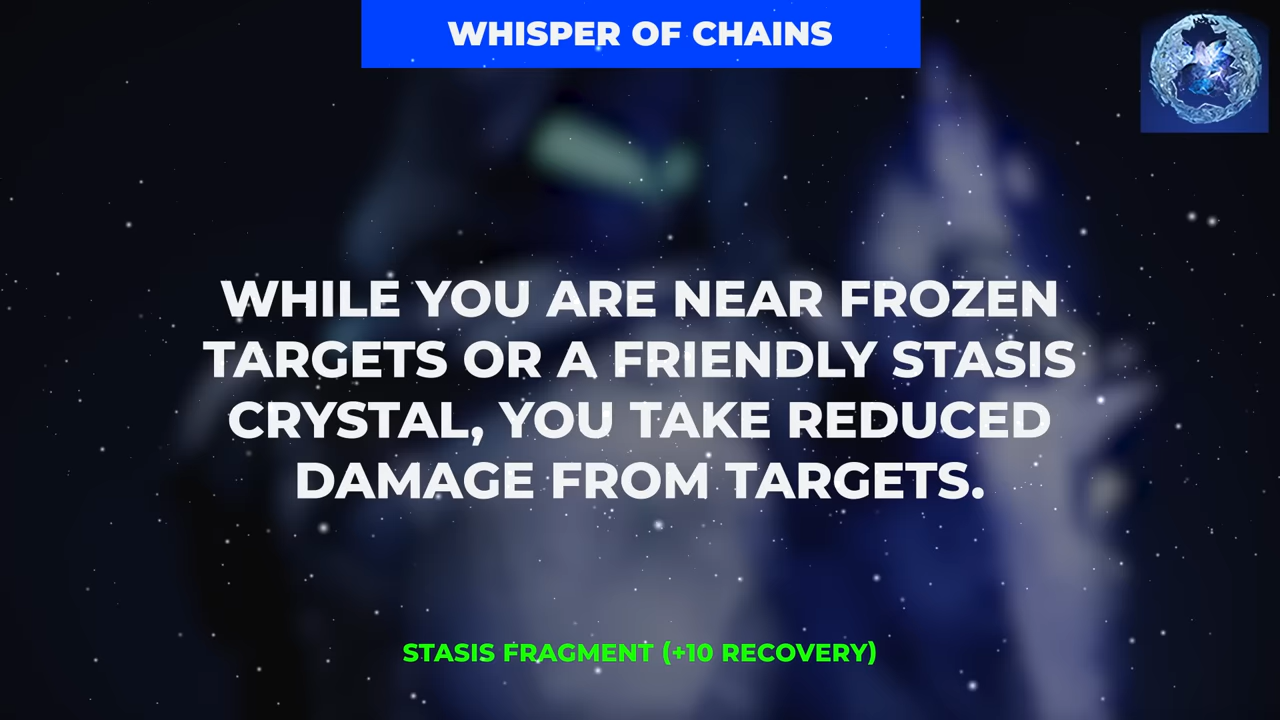 WHISPER OF CHAINS
WHILE YOU ARE NEAR FROZEN
TARGETS OR A FRIENDLY STASIS
CRYSTAL, YOU TAKE REDUCED
DAMAGE FROM TARGETS.
STASIS FRAGMENT (+10 RECOVERY)